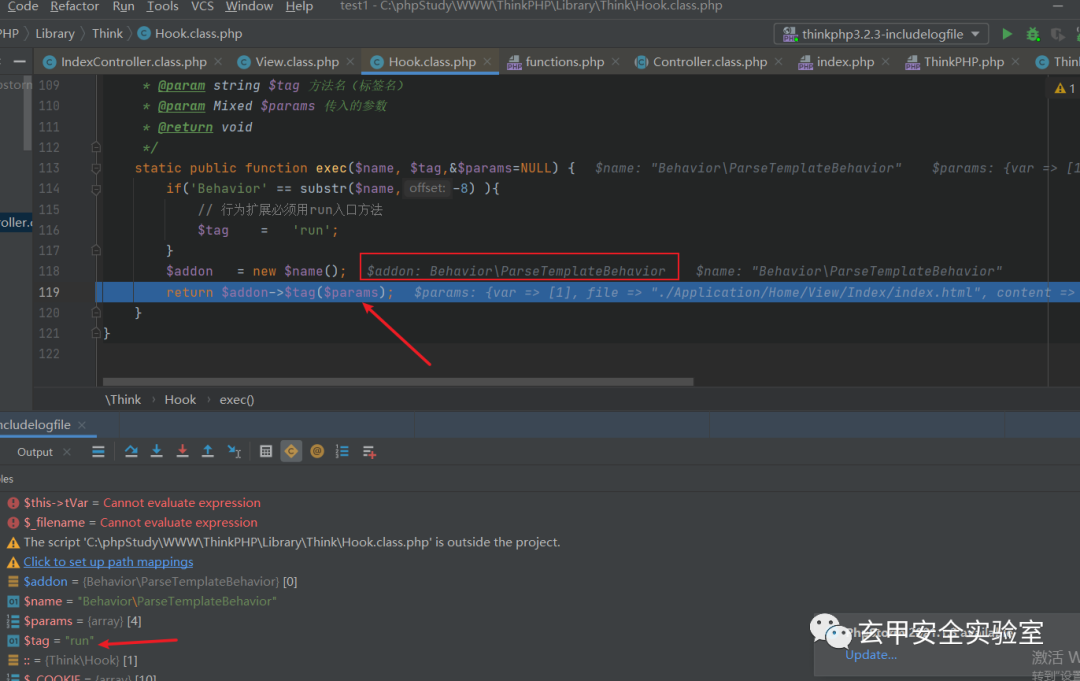 Code Refactor Run Tools VCS Window Help test1 - C:\phpStudy\WWW\ThinkPHP\Library\Think\Hook.class.php
PHP Library Think Hook.class.php thinkphp3.2.3-includelogfile
IndexController.class.php View.class.php Hook.class.php functions.php Controller.class.php index.php ThinkPHP.php Think
109 * @param string $tag 方法名（标签名）
110 * @param Mixed $params 传入的参数
111 * @return void
112 */
113 static public function exec($name, $tag,&$params=NULL) { $name: "Behavior\ParseTemplateBehavior" $params: {var => [1
114 if('Behavior' == substr($name, offset: -8) ){
115 // 行为扩展必须用run入口方法
116 $tag = 'run';
117 }
118 $addon = new $name(); $addon: Behavior\ParseTemplateBehavior $name: "Behavior\ParseTemplateBehavior"
119 return $addon->$tag($params); $params: {var => [1], file => "./Application/Home/View/Index/index.html", content =>
120 }
121 }
122
1
oller.c
\Think Hook exec()
ncludelogfile
Output
les
$this->tVar = Cannot evaluate expression
$_filename = Cannot evaluate expression
The script 'C:\phpStudy\WWW\ThinkPHP\Library\Think\Hook.class.php' is outside the project.
Click to set up path mappings
$addon = {Behavior\ParseTemplateBehavior} [0]
$name = "Behavior\ParseTemplateBehavior"
$params = {array} [4]
$tag = "run"
:: = {Think\Hook} [1]
$_COOKIE = {array} [10]
玄甲安全实验室
Update...
激活 W
转到"设置